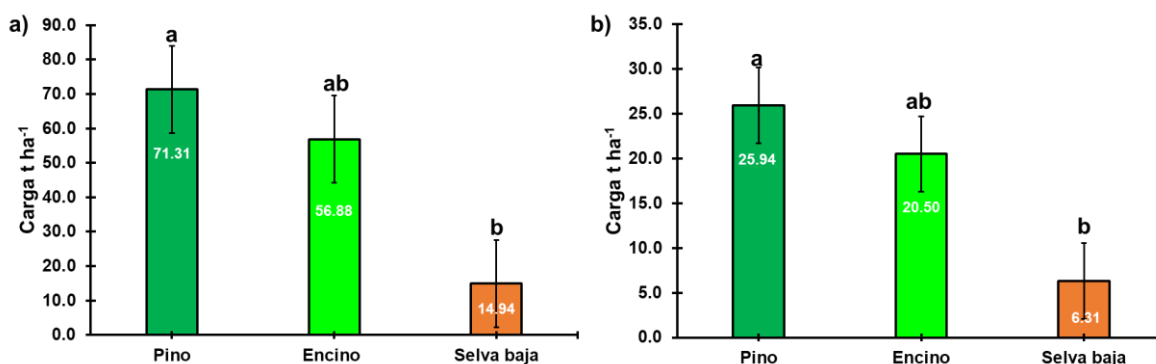 a)
Carga t ha-1
90.0
80.0
70.0
60.0
50.0
40.0
30.0
20.0
10.0
0.0
a
ab
b
71.31
56.88
14.94
Pino Encino Selva baja
b)
Carga t ha-1
35.0
30.0
25.0
20.0
15.0
10.0
5.0
0.0
a
ab
b
25.94
20.50
6.31
Pino Encino Selva baja